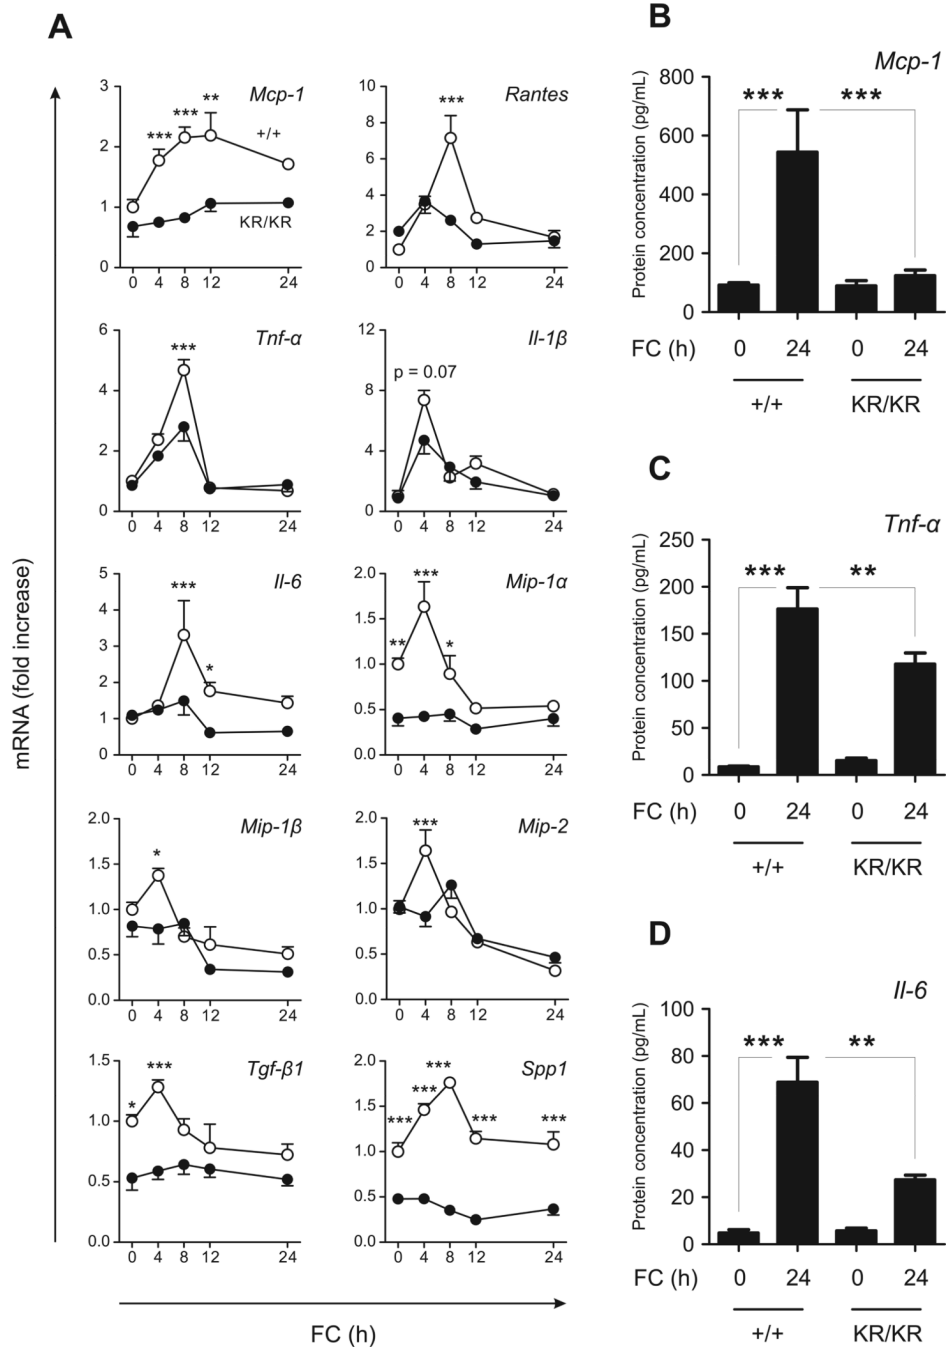 A
mRNA (fold increase)
Mcp-1
3
2
1
0
***
***
**
+/+
KR/KR
0 4 8 12 24
Rantes
10
8
6
4
2
0
***
0 4 8 12 24
Tnf-α
6
4
2
0
***
0 4 8 12 24
Il-1β
12
8
4
0
p = 0.07
0 4 8 12 24
Il-6
5
4
3
2
1
0
***
*
0 4 8 12 24
Mip-1α
2.0
1.5
1.0
0.5
0.0
**
***
*
0 4 8 12 24
Mip-1β
2.0
1.5
1.0
0.5
0.0
*
0 4 8 12 24
Mip-2
2.0
1.5
1.0
0.5
0.0
***
0 4 8 12 24
Tgf-β1
1.5
1.0
0.5
0.0
*
***
0 4 8 12 24
Spp1
2.0
1.5
1.0
0.5
0.0
***
***
***
***
***
0 4 8 12 24
FC (h)
B
Mcp-1
Protein concentration (pg/mL)
800
600
400
200
0
*** ***
FC (h) 0 24 0 24
+/+ KR/KR
C
Tnf-α
Protein concentration (pg/mL)
250
200
150
100
50
0
*** **
FC (h) 0 24 0 24
+/+ KR/KR
D
Il-6
Protein concentration (pg/mL)
100
80
60
40
20
0
*** **
FC (h) 0 24 0 24
+/+ KR/KR